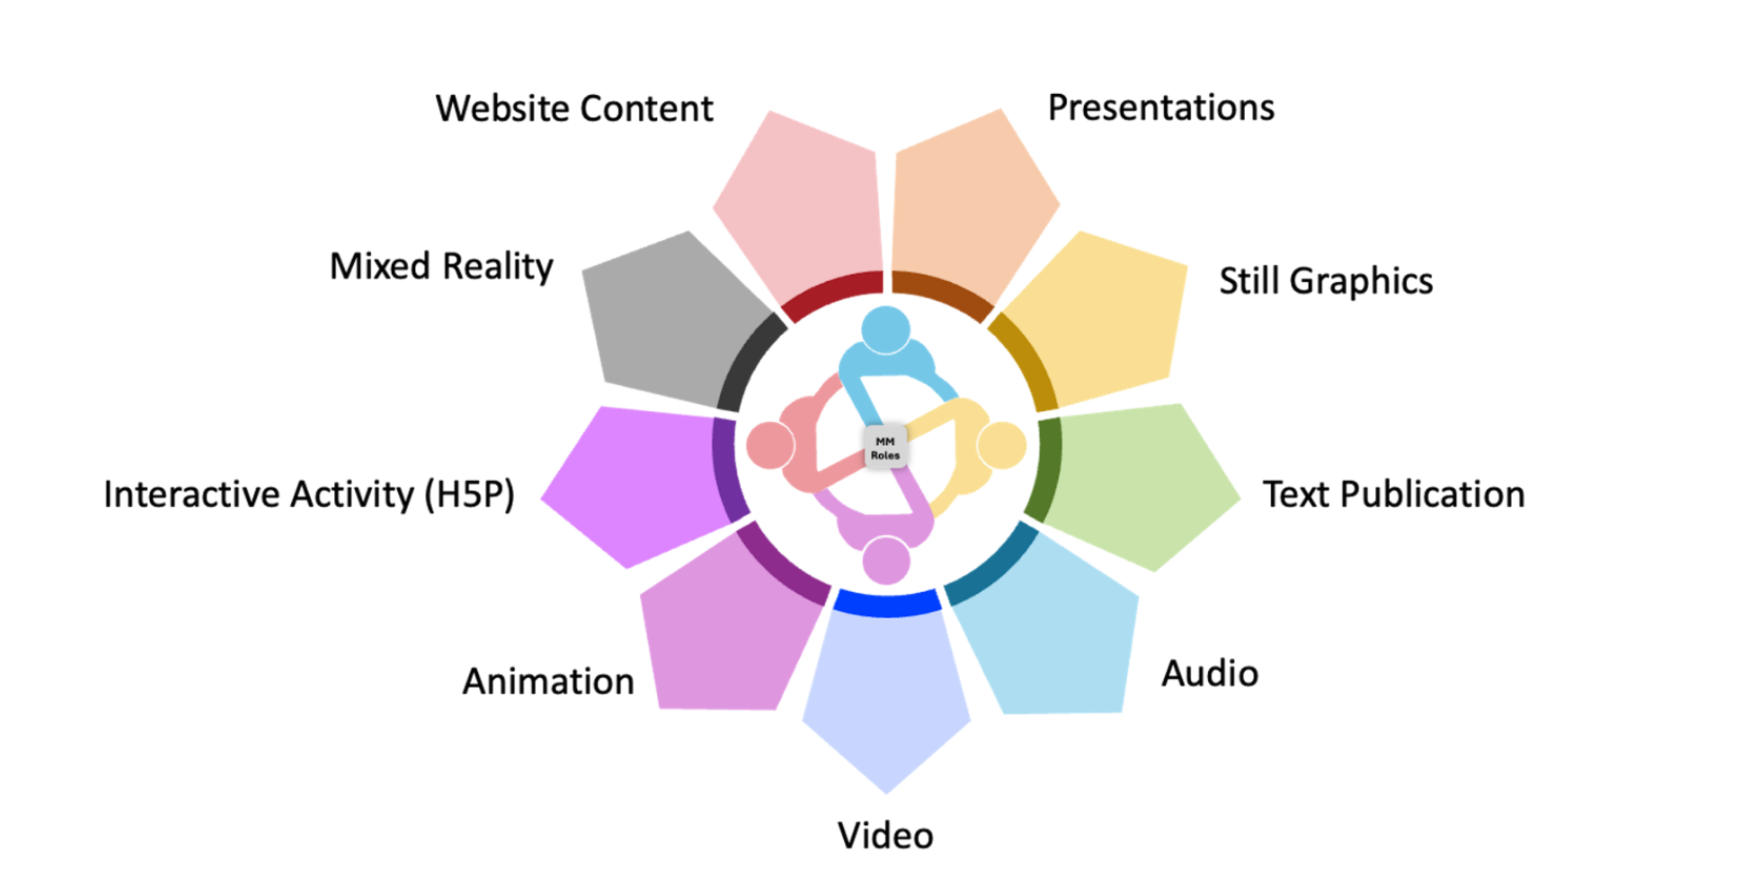 Website Content
Presentations
Mixed Reality
Still Graphics
MM
Roles
Interactive Activity (H5P)
Text Publication
Animation
Audio
Video